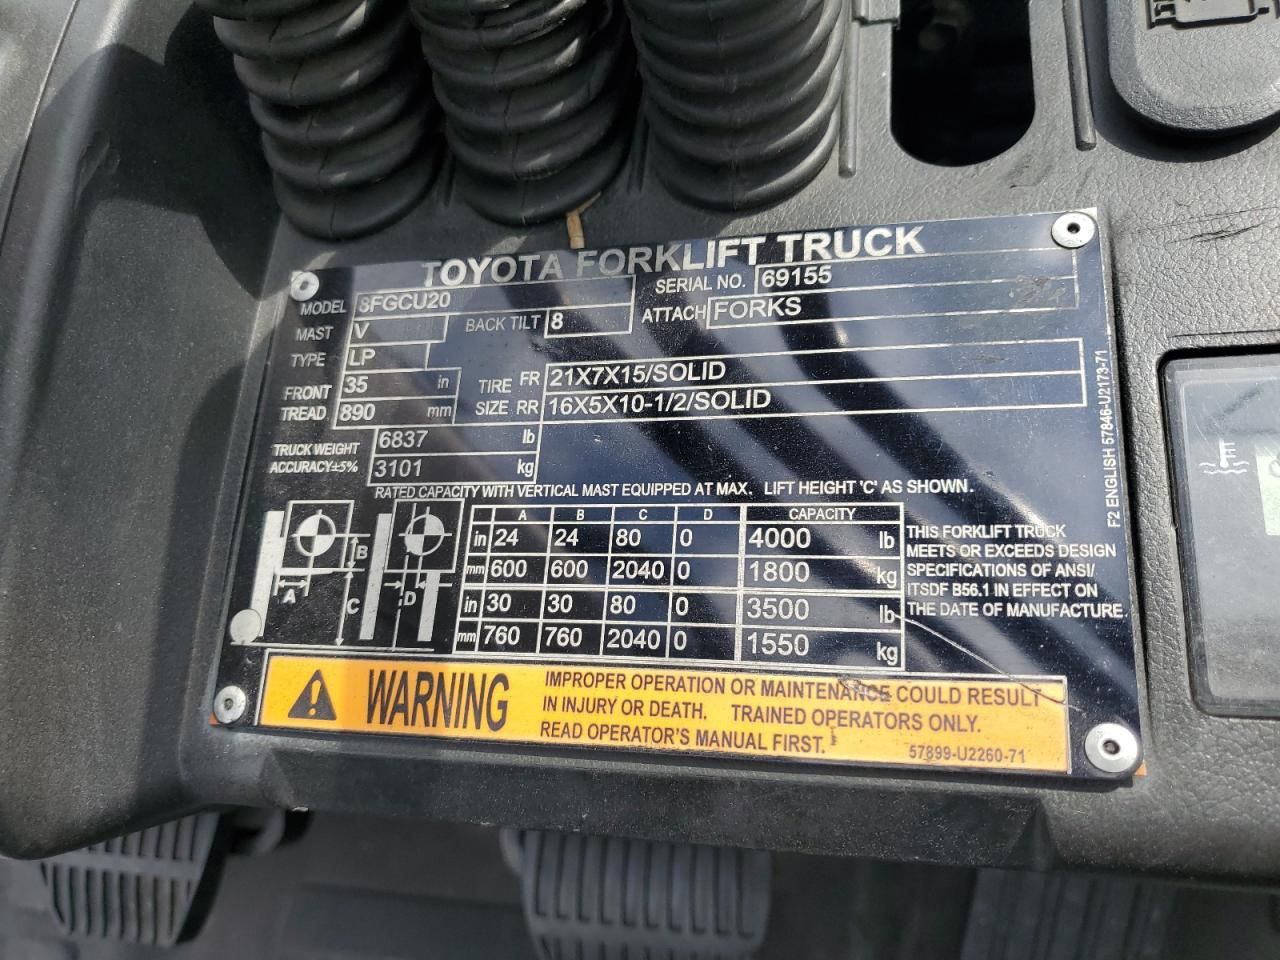 TOYOTA FORKLIFT TRUCK
MODEL 8FGCU20 SERIAL NO. 69155
MAST V BACK TILT 8 ATTACH FORKS
TYPE LP
FRONT TREAD 35 in TIRE SIZE FR 21X7X15/SOLID
890 mm RR 16X5X10-1/2/SOLID
TRUCK WEIGHT 6837 lb
ACCURACY±5% 3101 kg
RATED CAPACITY WITH VERTICAL MAST EQUIPPED AT MAX. LIFT HEIGHT 'C' AS SHOWN.
A B C D CAPACITY
in 24 24 80 0 4000 lb
mm 600 600 2040 0 1800 kg
in 30 30 80 0 3500 lb
mm 760 760 2040 0 1550 kg
A B C D
THIS FORKLIFT TRUCK
MEETS OR EXCEEDS DESIGN
SPECIFICATIONS OF ANSI/
ITSDF B56.1 IN EFFECT ON
THE DATE OF MANUFACTURE.
F2 ENGLISH 57846-U2173-71
WARNING
IMPROPER OPERATION OR MAINTENANCE COULD RESULT
IN INJURY OR DEATH. TRAINED OPERATORS ONLY.
READ OPERATOR'S MANUAL FIRST.
57899-U2260-71